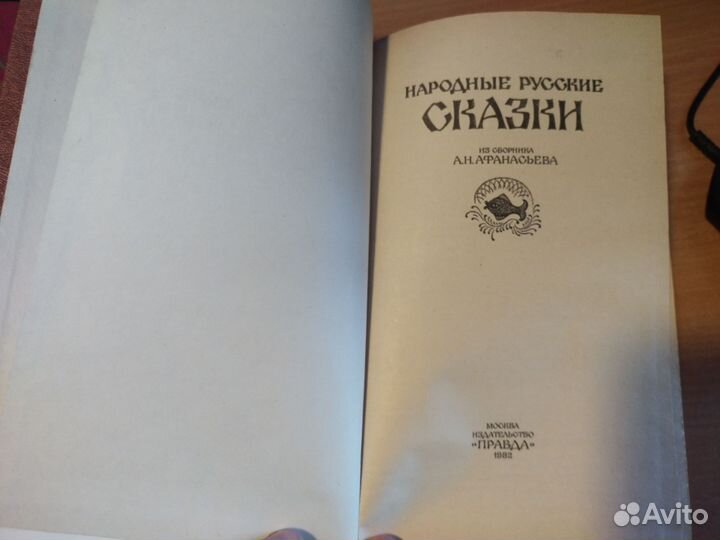 НАРОДНЫЕ РУССКИЕ
СКАЗКИ
ИЗ СБОРНИКА
А.Н.АФАНАСЬЕВА
МОСКВА
ИЗДАТЕЛЬСТВО
«ПРАВДА»
1982
Avito